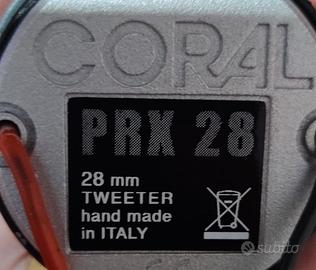 CORAL
PRX 28
28 mm
TWEETER
hand made
in ITALY
subito